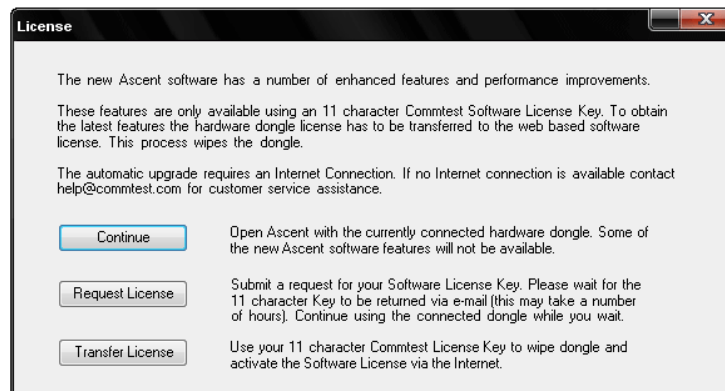 License
The new Ascent software has a number of enhanced features and performance improvements.
These features are only available using an 11 character Commtest Software License Key. To obtain
the latest features the hardware dongle license has to be transferred to the web based software
license. This process wipes the dongle.
The automatic upgrade requires an Internet Connection. If no Internet connection is available contact
help@commtest.com for customer service assistance.
Continue
Open Ascent with the currently connected hardware dongle. Some of
the new Ascent software features will not be available.
Request License
Submit a request for your Software License Key. Please wait for the
11 character Key to be returned via e-mail (this may take a number
of hours). Continue using the connected dongle while you wait.
Transfer License
Use your 11 character Commtest License Key to wipe dongle and
activate the Software License via the Internet.